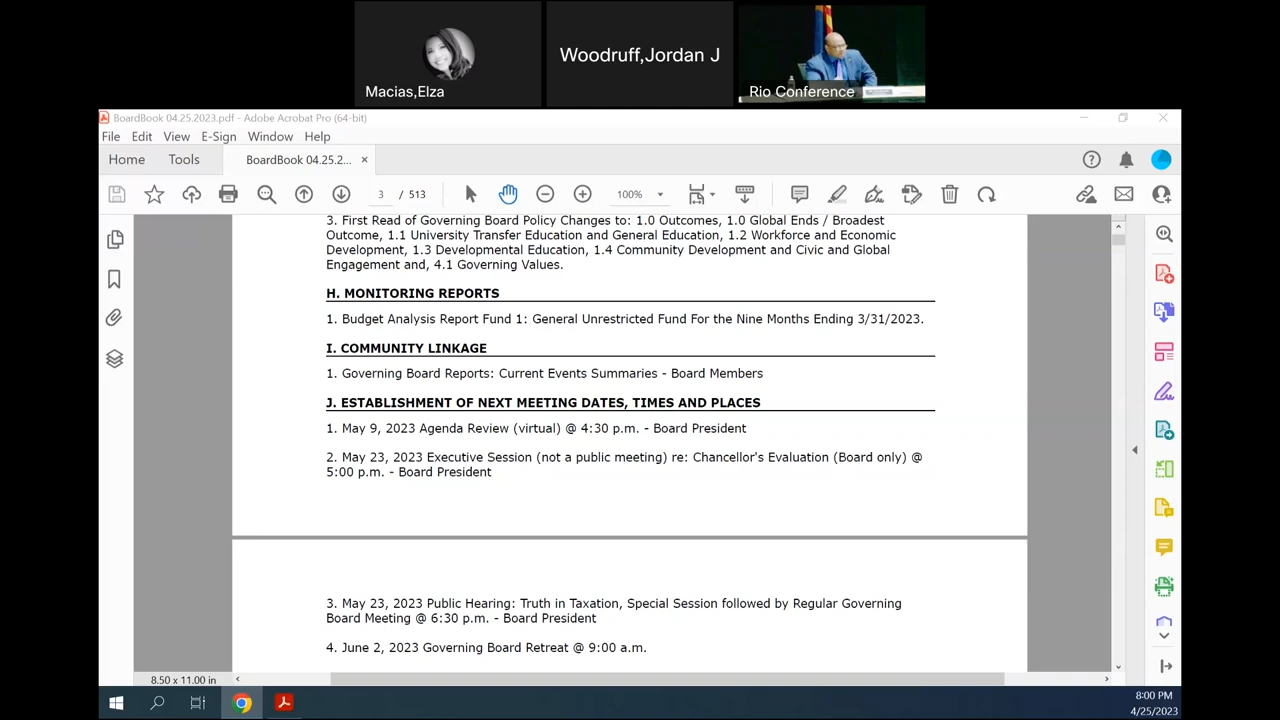 Macias,Elza
Woodruff,Jordan J
Rio Conference
BoardBook 04.25.2023.pdf - Adobe Acrobat Pro (64-bit)
File Edit View E-Sign Window Help
Home Tools BoardBook 04.25.2... ×
3 / 513 100%
3. First Read of Governing Board Policy Changes to: 1.0 Outcomes, 1.0 Global Ends / Broadest
Outcome, 1.1 University Transfer Education and General Education, 1.2 Workforce and Economic
Development, 1.3 Developmental Education, 1.4 Community Development and Civic and Global
Engagement and, 4.1 Governing Values.
H. MONITORING REPORTS
1. Budget Analysis Report Fund 1: General Unrestricted Fund For the Nine Months Ending 3/31/2023.
I. COMMUNITY LINKAGE
1. Governing Board Reports: Current Events Summaries - Board Members
J. ESTABLISHMENT OF NEXT MEETING DATES, TIMES AND PLACES
1. May 9, 2023 Agenda Review (virtual) @ 4:30 p.m. - Board President
2. May 23, 2023 Executive Session (not a public meeting) re: Chancellor's Evaluation (Board only) @
5:00 p.m. - Board President
3. May 23, 2023 Public Hearing: Truth in Taxation, Special Session followed by Regular Governing
Board Meeting @ 6:30 p.m. - Board President
4. June 2, 2023 Governing Board Retreat @ 9:00 a.m.
8.50 x 11.00 in
8:00 PM
4/25/2023